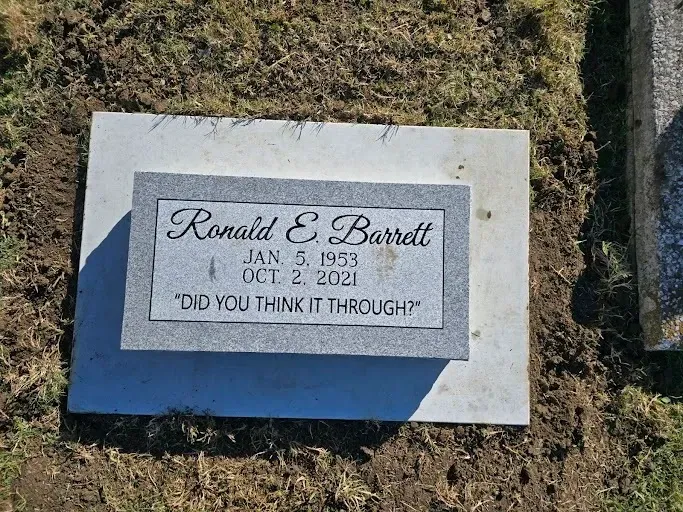 Ronald E. Barrett
JAN. 5, 1953
OCT. 2, 2021
"DID YOU THINK IT THROUGH?"